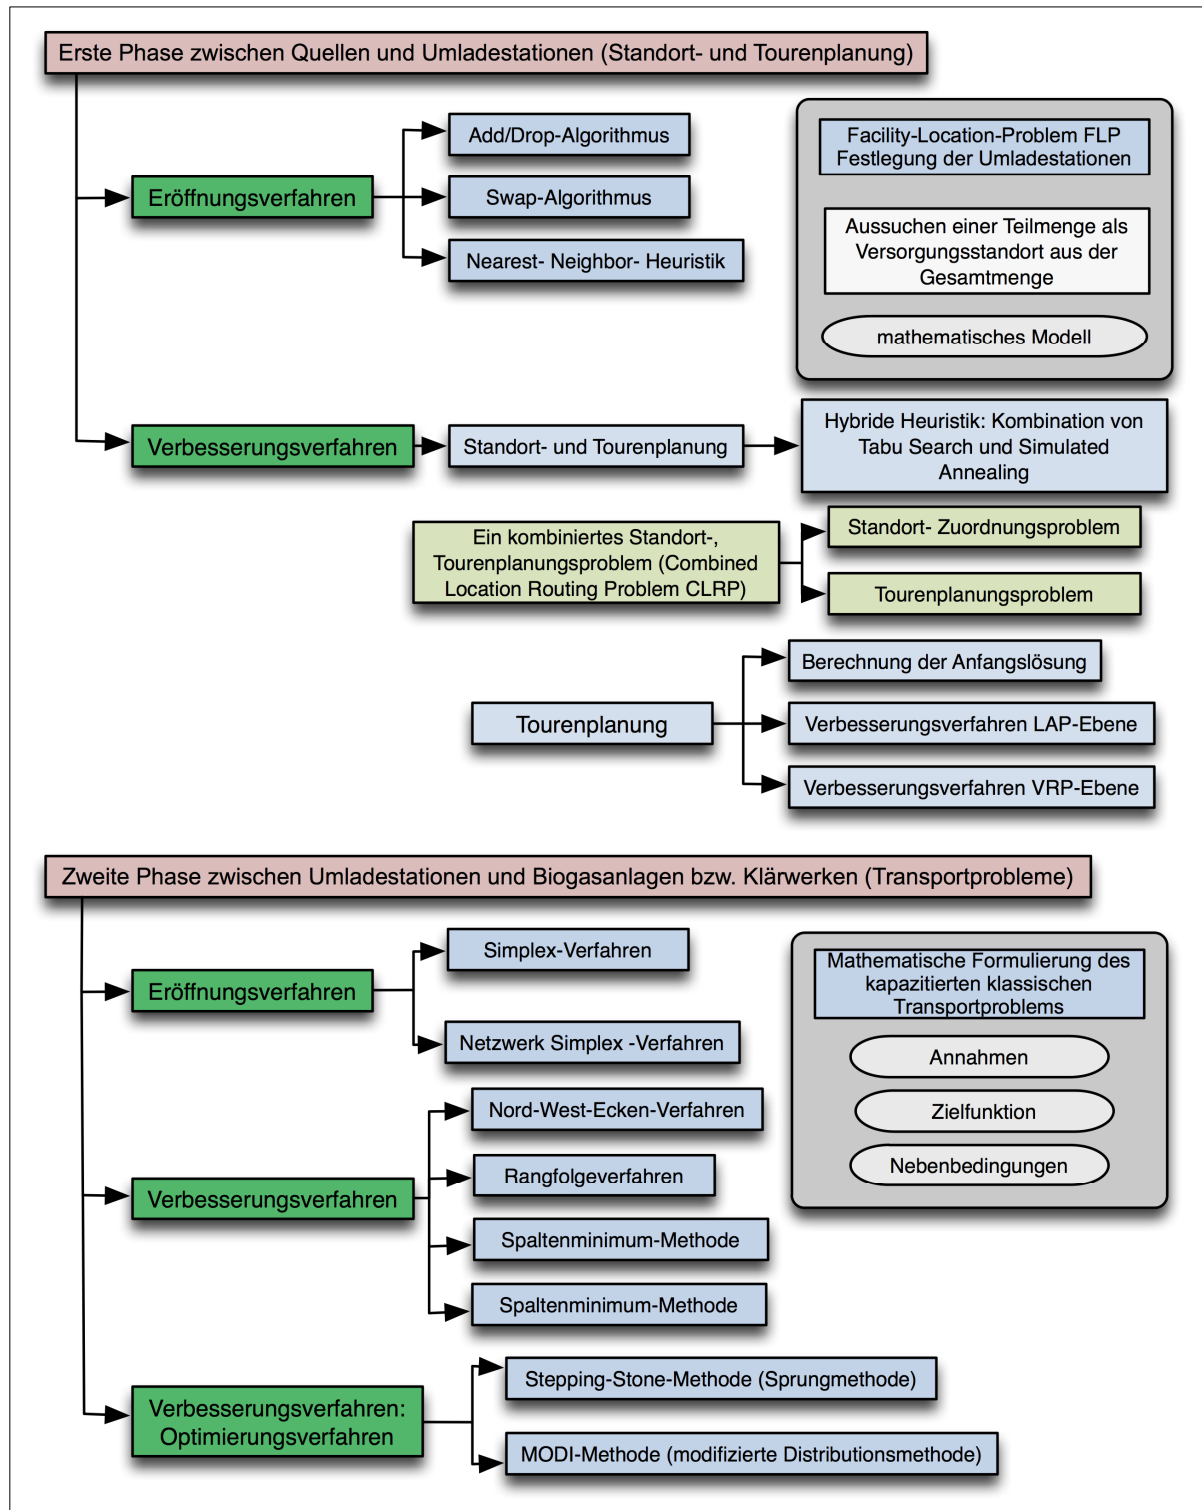 Erste Phase zwischen Quellen und Umladestationen (Standort- und Tourenplanung)
Eröffnungsverfahren
Add/Drop-Algorithmus
Swap-Algorithmus
Nearest- Neighbor- Heuristik
Facility-Location-Problem FLP
Festlegung der Umladestationen
Aussuchen einer Teilmenge als
Versorgungsstandort aus der
Gesamtmenge
mathematisches Modell
Verbesserungsverfahren
Standort- und Tourenplanung
Hybride Heuristik: Kombination von
Tabu Search und Simulated
Annealing
Ein kombiniertes Standort-,
Tourenplanungsproblem (Combined
Location Routing Problem CLRP)
Standort- Zuordnungsproblem
Tourenplanungsproblem
Tourenplanung
Berechnung der Anfangslösung
Verbesserungsverfahren LAP-Ebene
Verbesserungsverfahren VRP-Ebene
Zweite Phase zwischen Umladestationen und Biogasanlagen bzw. Klärwerken (Transportprobleme)
Eröffnungsverfahren
Simplex-Verfahren
Netzwerk Simplex -Verfahren
Mathematische Formulierung des
kapazitierten klassischen
Transportproblems
Annahmen
Zielfunktion
Nebenbedingungen
Verbesserungsverfahren
Nord-West-Ecken-Verfahren
Rangfolgeverfahren
Spaltenminimum-Methode
Spaltenminimum-Methode
Verbesserungsverfahren:
Optimierungsverfahren
Stepping-Stone-Methode (Sprungmethode)
MODI-Methode (modifizierte Distributionsmethode)